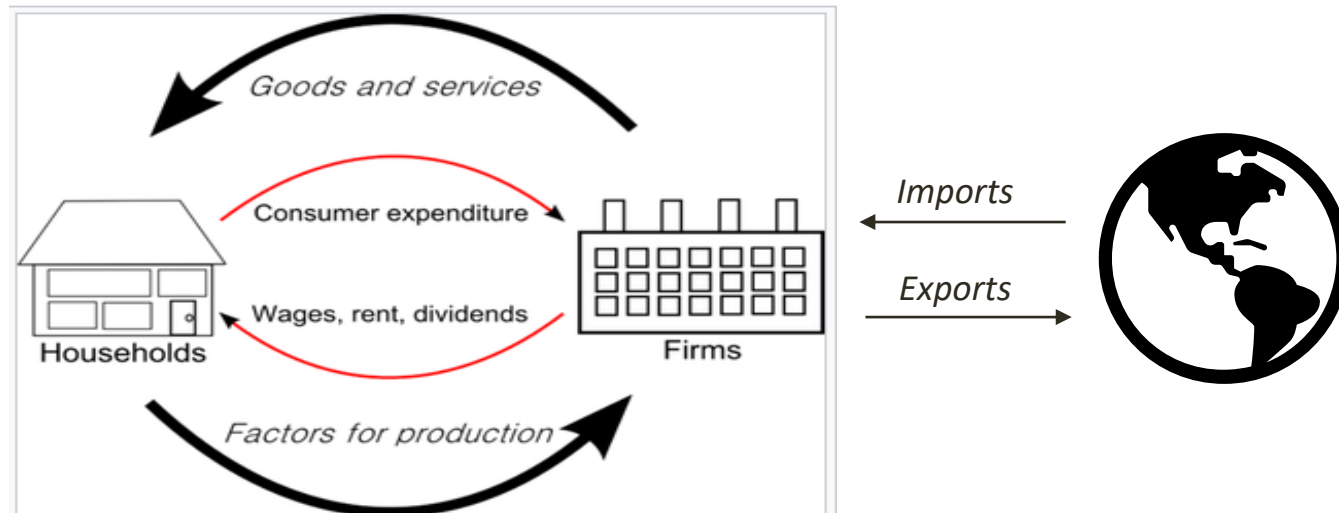 Goods and services
Consumer expenditure
Wages, rent, dividends
Households
Firms
Factors for production
Imports
Exports